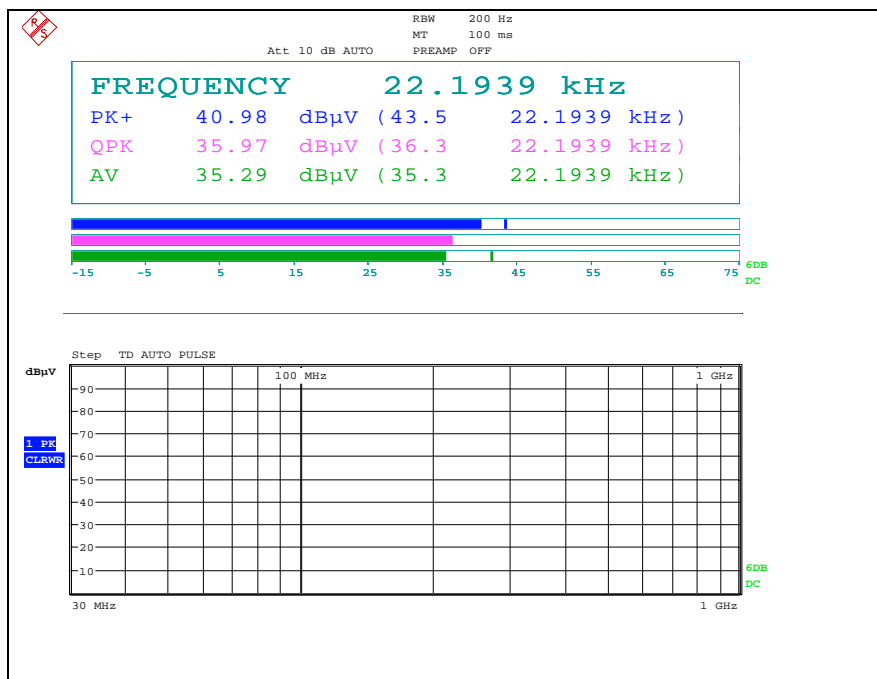 R S
RBW 200 Hz
MT 100 ms
Att 10 dB AUTO PREAMP OFF
FREQUENCY 22.1939 kHz
PK+ 40.98 dBµV (43.5 22.1939 kHz)
QPK 35.97 dBµV (36.3 22.1939 kHz)
AV 35.29 dBµV (35.3 22.1939 kHz)
-15 -5 5 15 25 35 45 55 65 75
6DB
DC
Step TD AUTO PULSE
dBµV
100 MHz 1 GHz
90
80
70
1 PK
CLRWR
60
50
40
30
20
10
6DB
DC
30 MHz 1 GHz